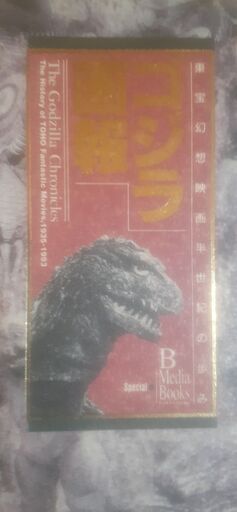 東宝幻想映画半世紀の歩み
ゴジラ
画報
The Godzilla Chronicles
The History of TOHO Fantastic Movies, 1935-1993
Special
B
Media
Books